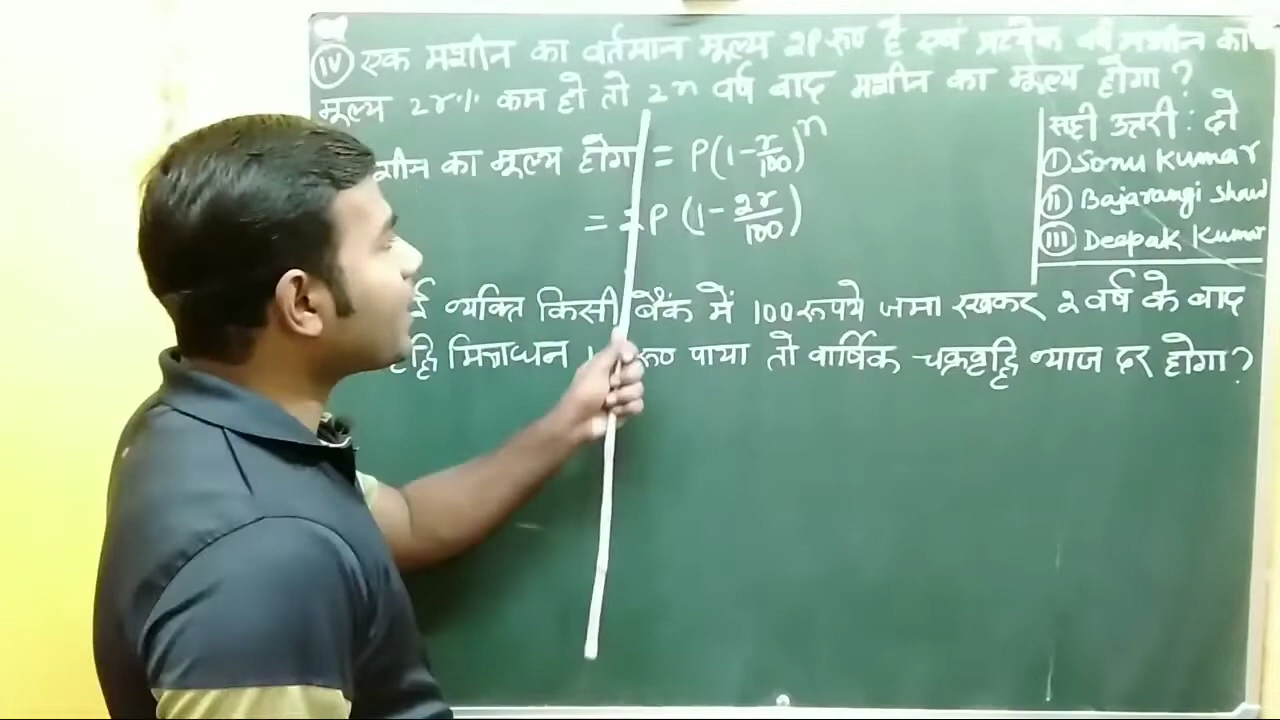 (IV) एक मशीन का वर्तमान मूल्य 2P रू० है एवं प्रत्येक वर्ष मशीन का
मूल्य 2r% कम हो तो 2n वर्ष बाद मशीन का मूल्य होगा?
का मूल्य होगा = P(1-r/100)^n
= 2P (1-2r/100)
सही उत्तरी: दो
(I) Sonu Kumar
(II) Bajarangi Shaw
(III) Deepak Kumar
व्यक्ति किसी बैंक में 100 रूपये जमा रखकर 2 वर्ष के बाद
रू० पाया तो वार्षिक चक्रवृद्धि ब्याज दर होगा?